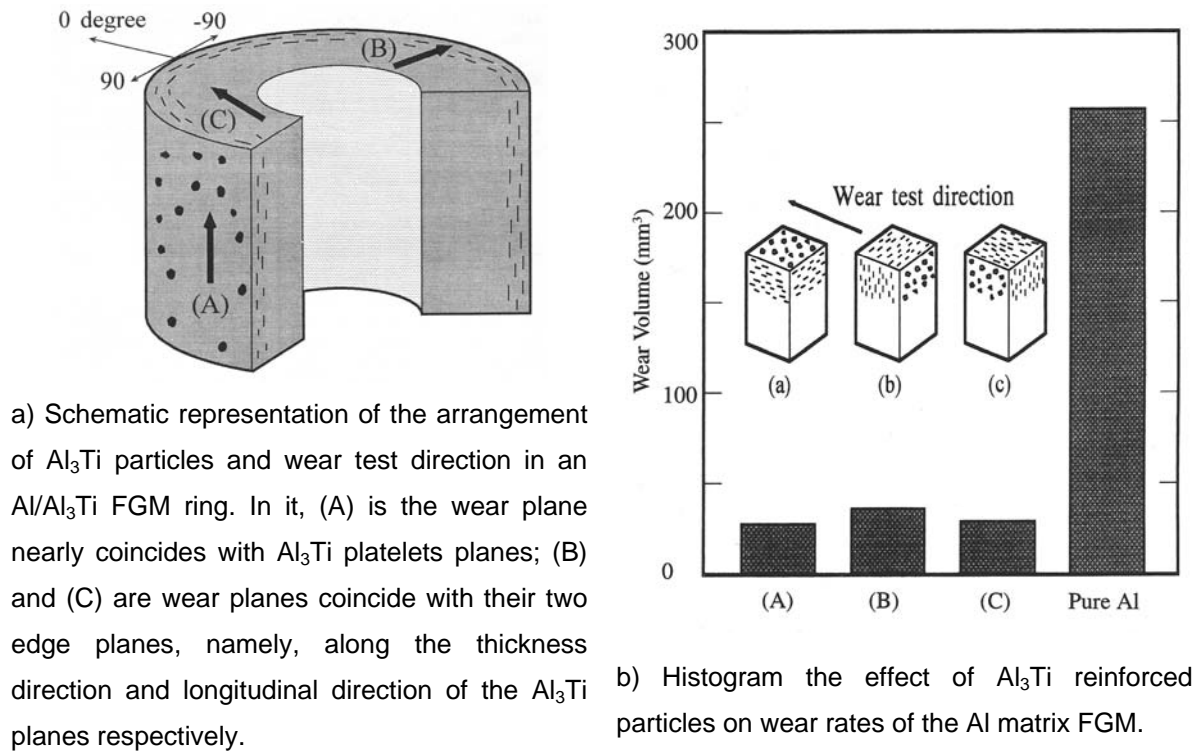 0 degree
-90
90
(B)
(C)
(A)
a) Schematic representation of the arrangement
of Al₃Ti particles and wear test direction in an
Al/Al₃Ti FGM ring. In it, (A) is the wear plane
nearly coincides with Al₃Ti platelets planes; (B)
and (C) are wear planes coincide with their two
edge planes, namely, along the thickness
direction and longitudinal direction of the Al₃Ti
planes respectively.
300
200
100
0
Wear Volume (mm³)
Wear test direction
(a)
(b)
(c)
(A)
(B)
(C)
Pure Al
b) Histogram the effect of Al₃Ti reinforced
particles on wear rates of the Al matrix FGM.